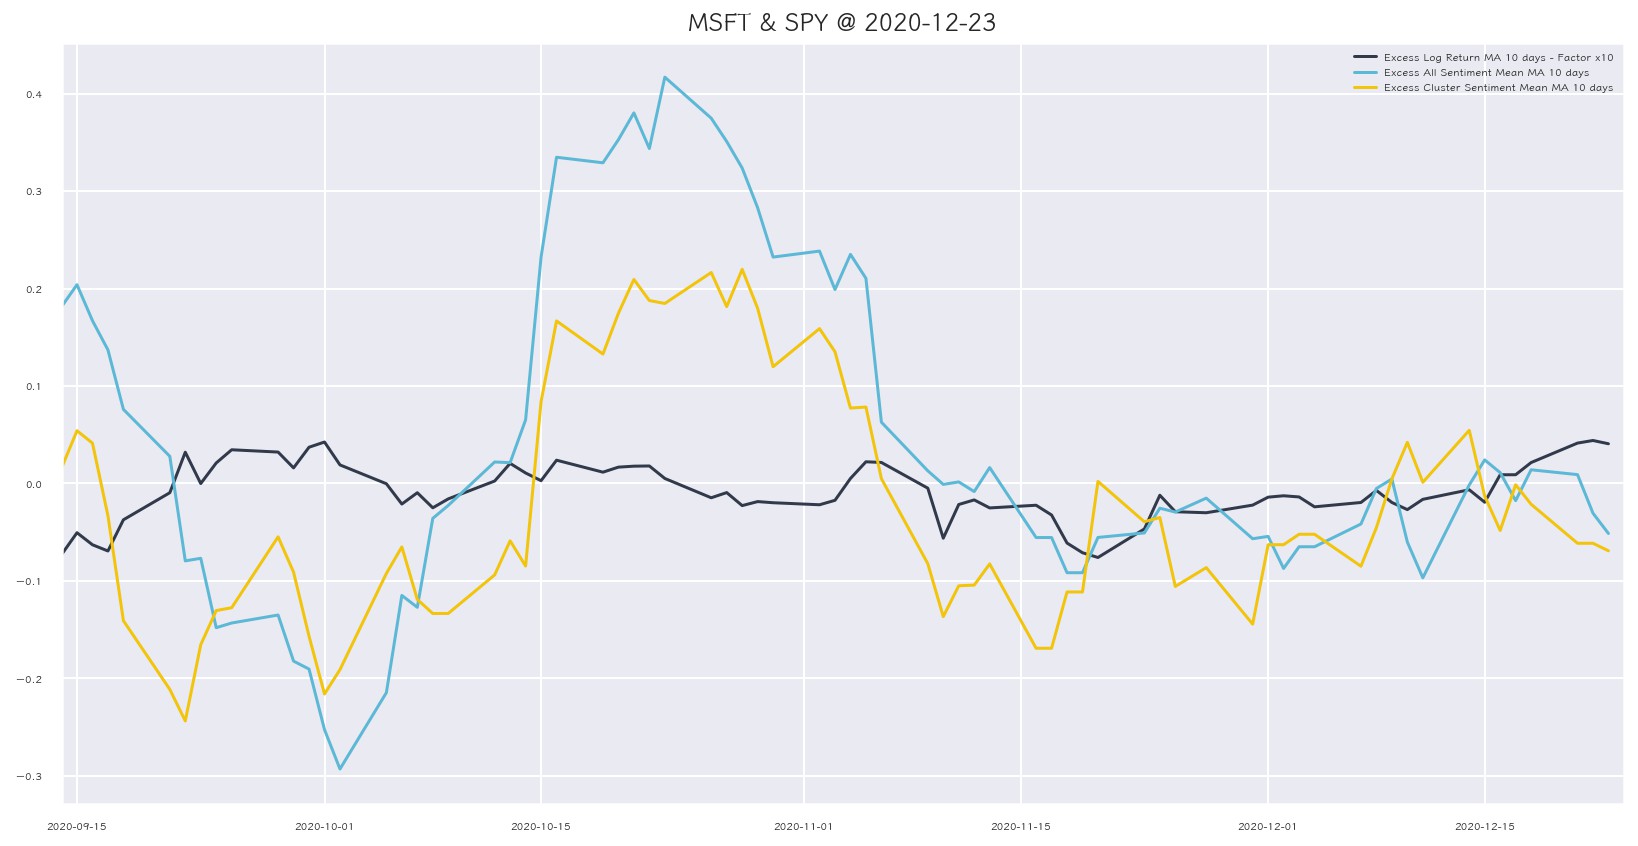 MSFT & SPY @ 2020-12-23
Excess Log Return MA 10 days - Factor x10
Excess All Sentiment Mean MA 10 days
Excess Cluster Sentiment Mean MA 10 days
0.4
0.3
0.2
0.1
0.0
−0.1
−0.2
−0.3
2020-09-15 2020-10-01 2020-10-15 2020-11-01 2020-11-15 2020-12-01 2020-12-15